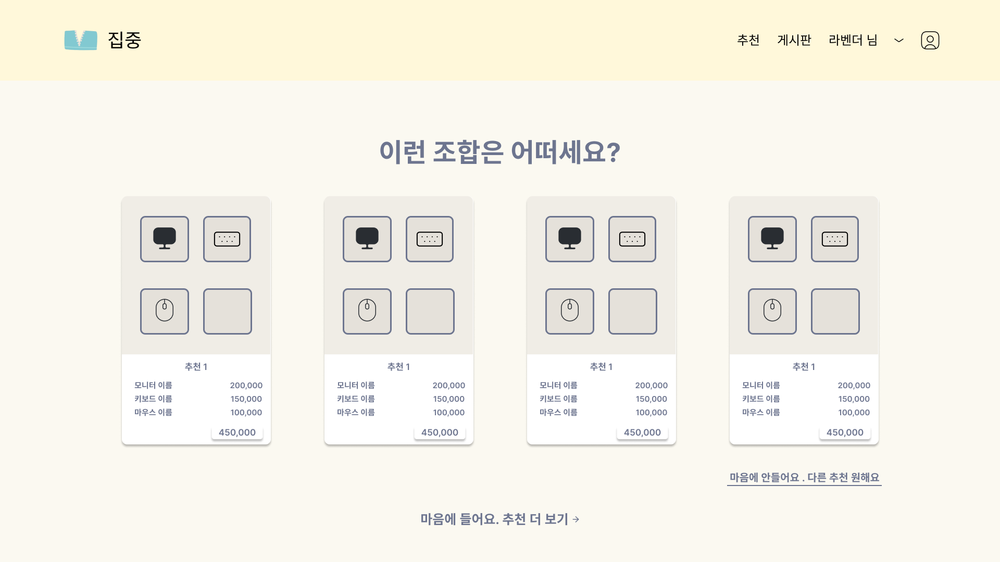 집중
추천 게시판 라벤더 님
이런 조합은 어떠세요?
추천 1
모니터 이름 200,000
키보드 이름 150,000
마우스 이름 100,000
450,000
추천 1
모니터 이름 200,000
키보드 이름 150,000
마우스 이름 100,000
450,000
추천 1
모니터 이름 200,000
키보드 이름 150,000
마우스 이름 100,000
450,000
추천 1
모니터 이름 200,000
키보드 이름 150,000
마우스 이름 100,000
450,000
마음에 안들어요 . 다른 추천 원해요
마음에 들어요. 추천 더 보기 →